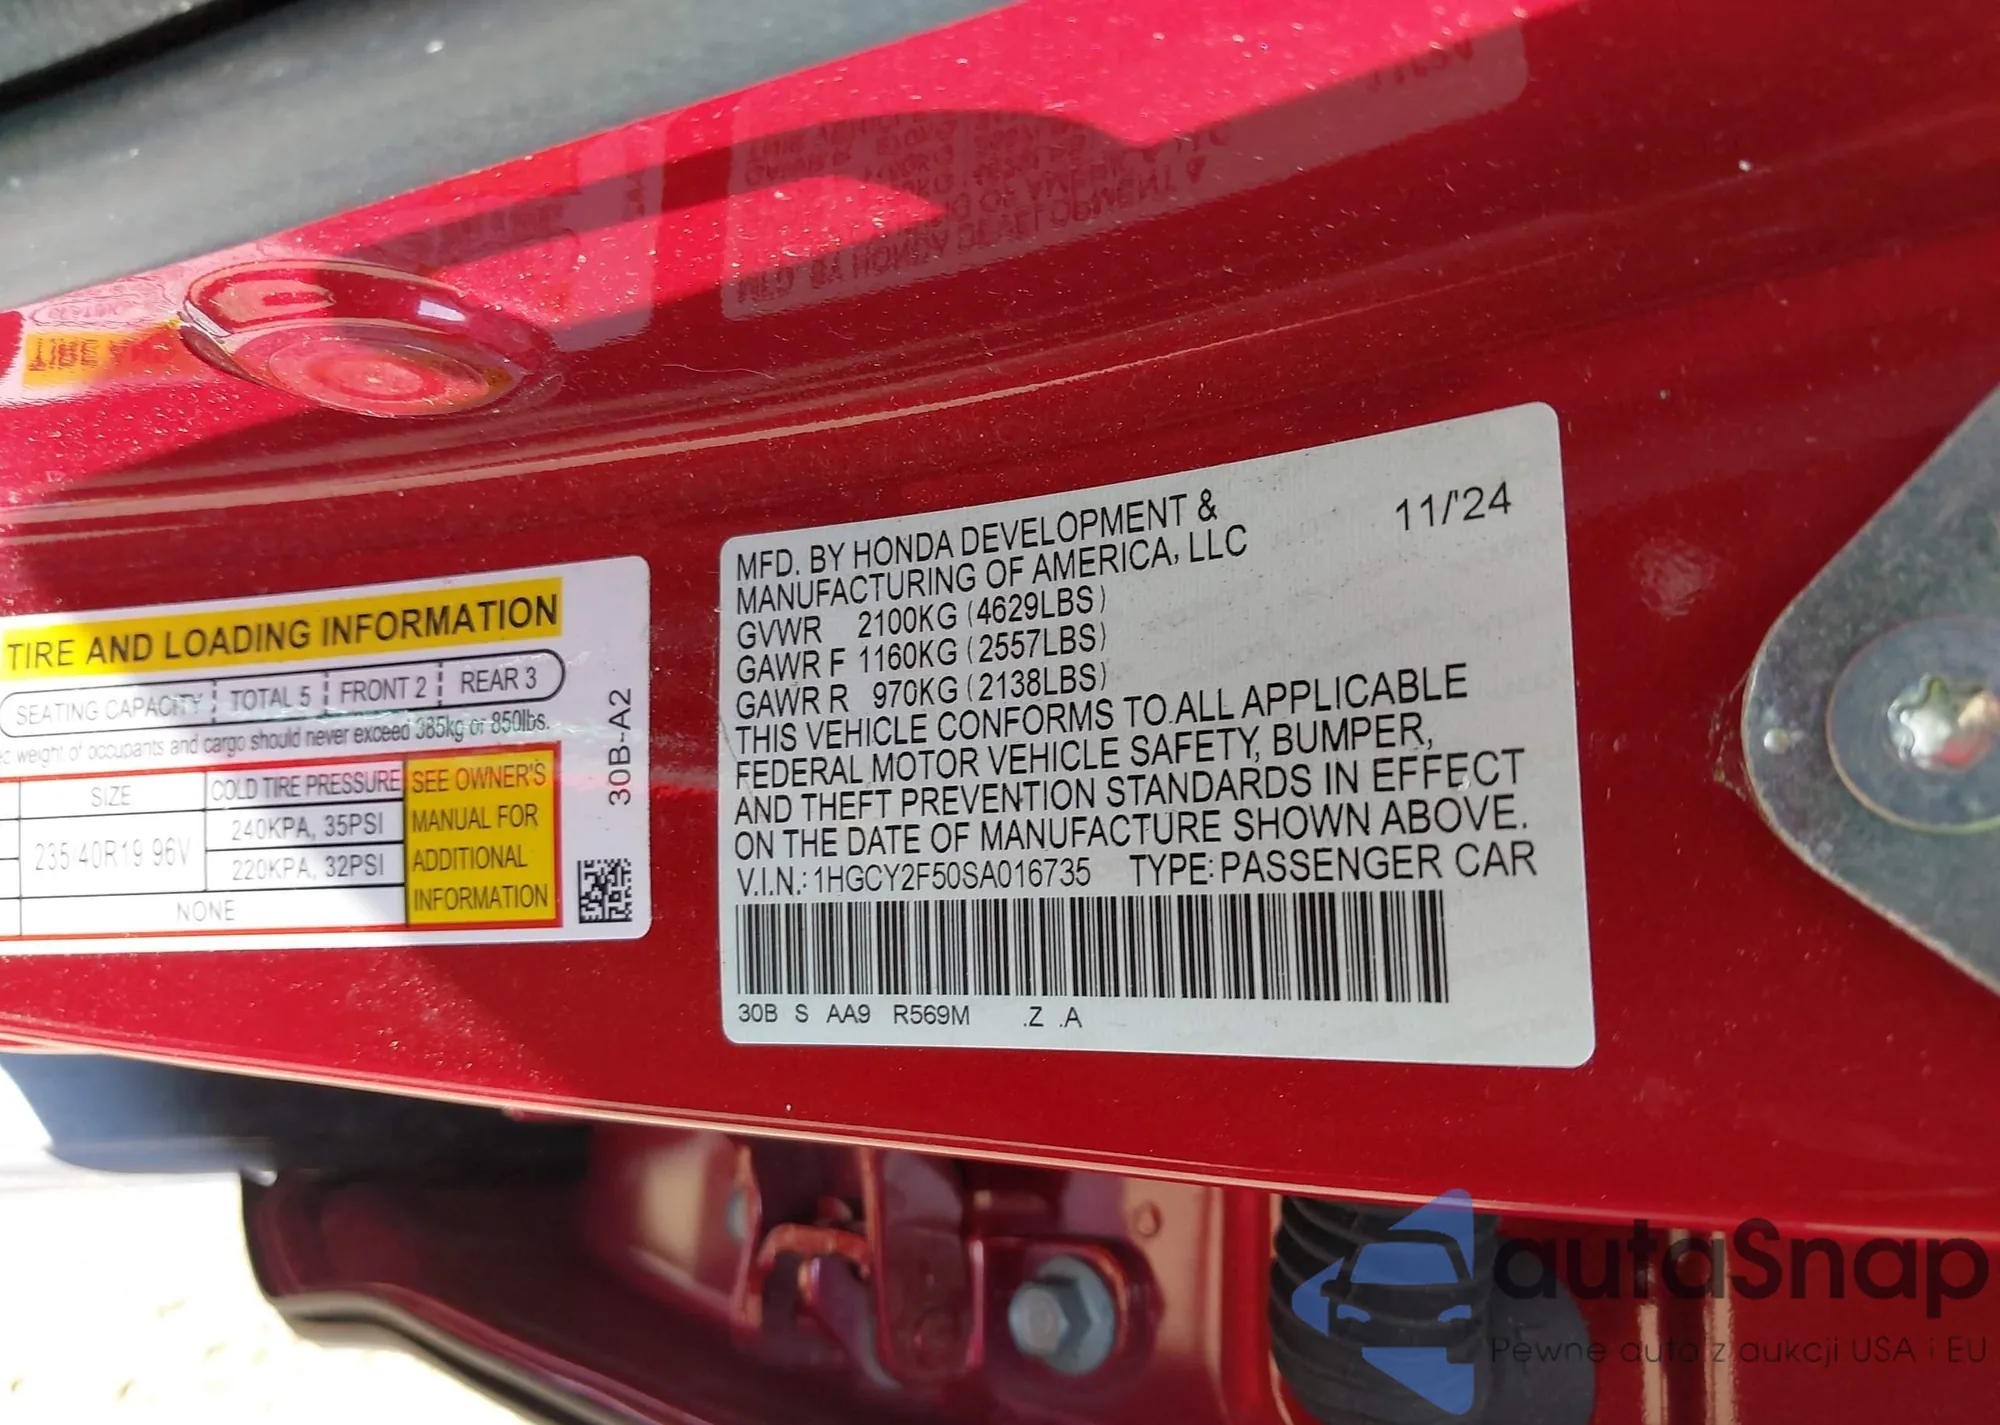 TIRE AND LOADING INFORMATION
SEATING CAPACITY TOTAL 5 FRONT 2 REAR 3
weight of occupants and cargo should never exceed 385kg or 850lbs.
SIZE COLD TIRE PRESSURE
235/40R19 96V 240KPA, 35PSI
220KPA, 32PSI
NONE
SEE OWNER'S
MANUAL FOR
ADDITIONAL
INFORMATION
30B-A2
MFD. BY HONDA DEVELOPMENT & 11/'24
MANUFACTURING OF AMERICA, LLC
GVWR 2100KG (4629LBS)
GAWR F 1160KG (2557LBS)
GAWR R 970KG (2138LBS)
THIS VEHICLE CONFORMS TO ALL APPLICABLE
FEDERAL MOTOR VEHICLE SAFETY, BUMPER,
AND THEFT PREVENTION STANDARDS IN EFFECT
ON THE DATE OF MANUFACTURE SHOWN ABOVE.
V.I.N.: 1HGCY2F50SA016735 TYPE: PASSENGER CAR
30B S AA9 R569M .Z .A
autaSnap
Pewne auta z aukcji USA i EU